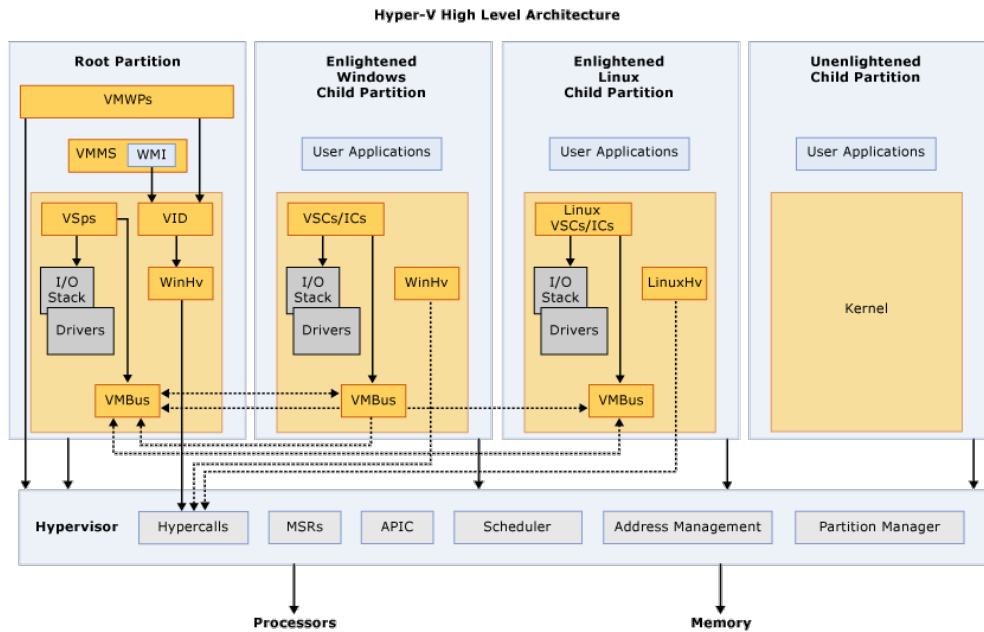 Hyper-V High Level Architecture
Root Partition
VMWPs
VMMS
WMI
VSps
VID
I/O
Stack
Drivers
WinHv
VMBus
Enlightened
Windows
Child Partition
User Applications
VSCs/ICs
I/O
Stack
Drivers
WinHv
VMBus
Enlightened
Linux
Child Partition
User Applications
Linux
VSCs/ICs
I/O
Stack
Drivers
LinuxHv
VMBus
Unenlightened
Child Partition
User Applications
Kernel
Hypervisor
Hypercalls
MSRs
APIC
Scheduler
Address Management
Partition Manager
Processors
Memory